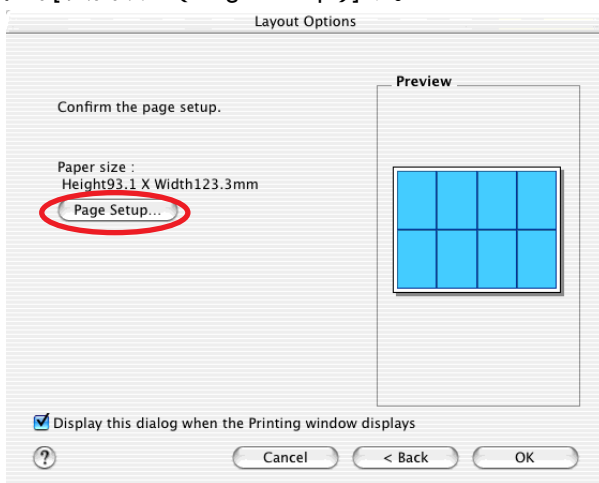 Layout Options
Preview
Confirm the page setup.
Paper size :
Height93.1 X Width123.3mm
Page Setup...
Display this dialog when the Printing window displays
?
Cancel
< Back
OK